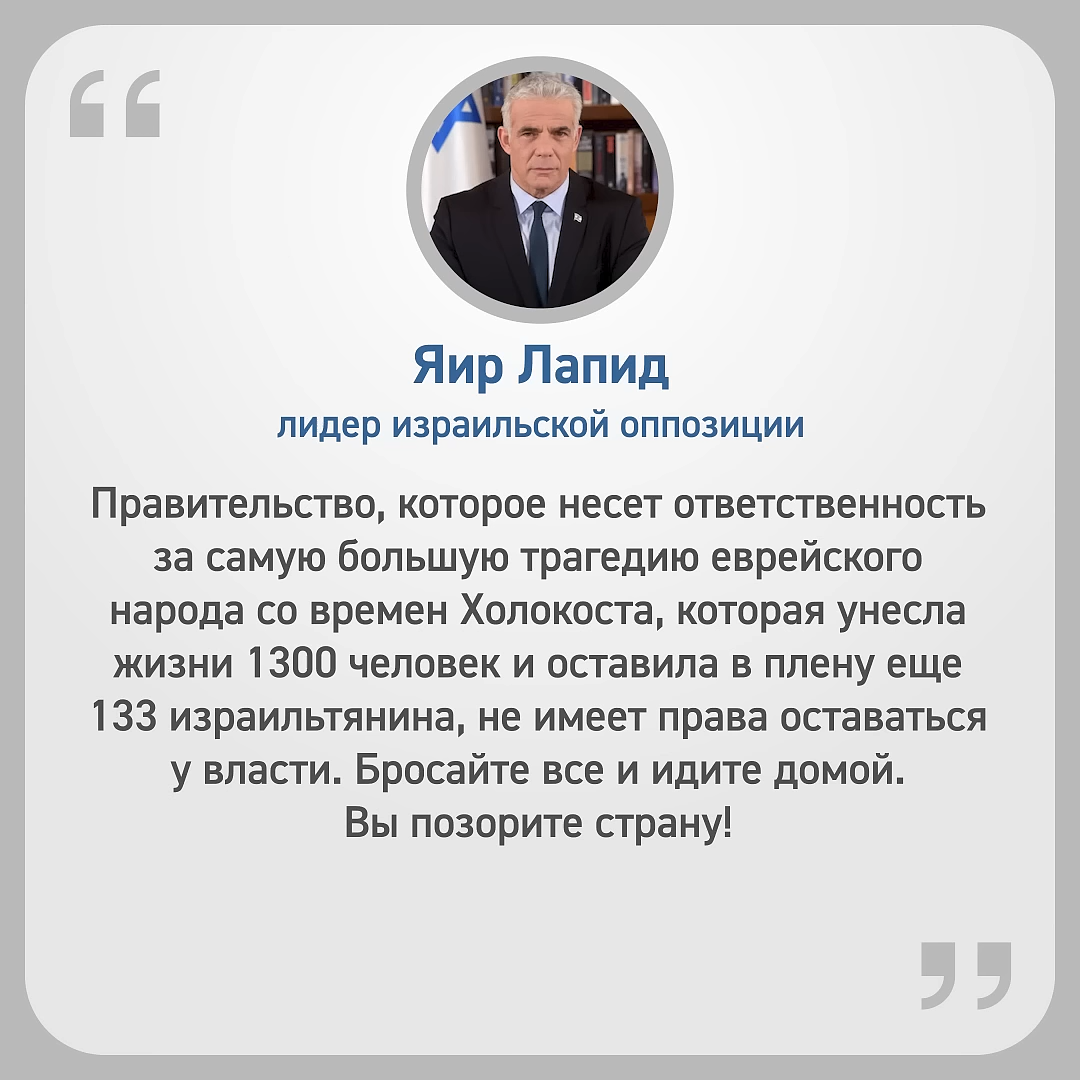 Яир Лапид
лидер израильской оппозиции
Правительство, которое несет ответственность
за самую большую трагедию еврейского
народа со времен Холокоста, которая унесла
жизни 1300 человек и оставила в плену еще
133 израильтянина, не имеет права оставаться
у власти. Бросайте все и идите домой.
Вы позорите страну!